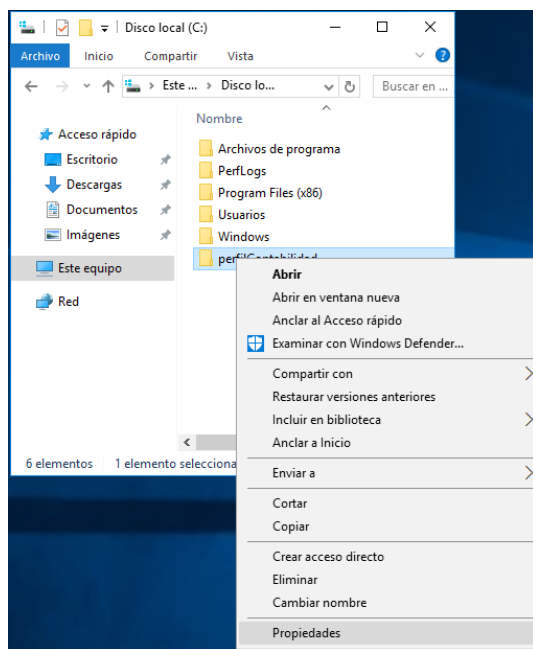 Disco local (C:)
Archivo Inicio Compartir Vista
Este ... Disco lo... Buscar en ...
Nombre
Acceso rápido
Escritorio
Descargas
Documentos
Imágenes
Este equipo
Red
Archivos de programa
PerfLogs
Program Files (x86)
Usuarios
Windows
perfilContabilidad
6 elementos 1 elemento selecciona
Abrir
Abrir en ventana nueva
Anclar al Acceso rápido
Examinar con Windows Defender...
Compartir con
Restaurar versiones anteriores
Incluir en biblioteca
Anclar a Inicio
Enviar a
Cortar
Copiar
Crear acceso directo
Eliminar
Cambiar nombre
Propiedades